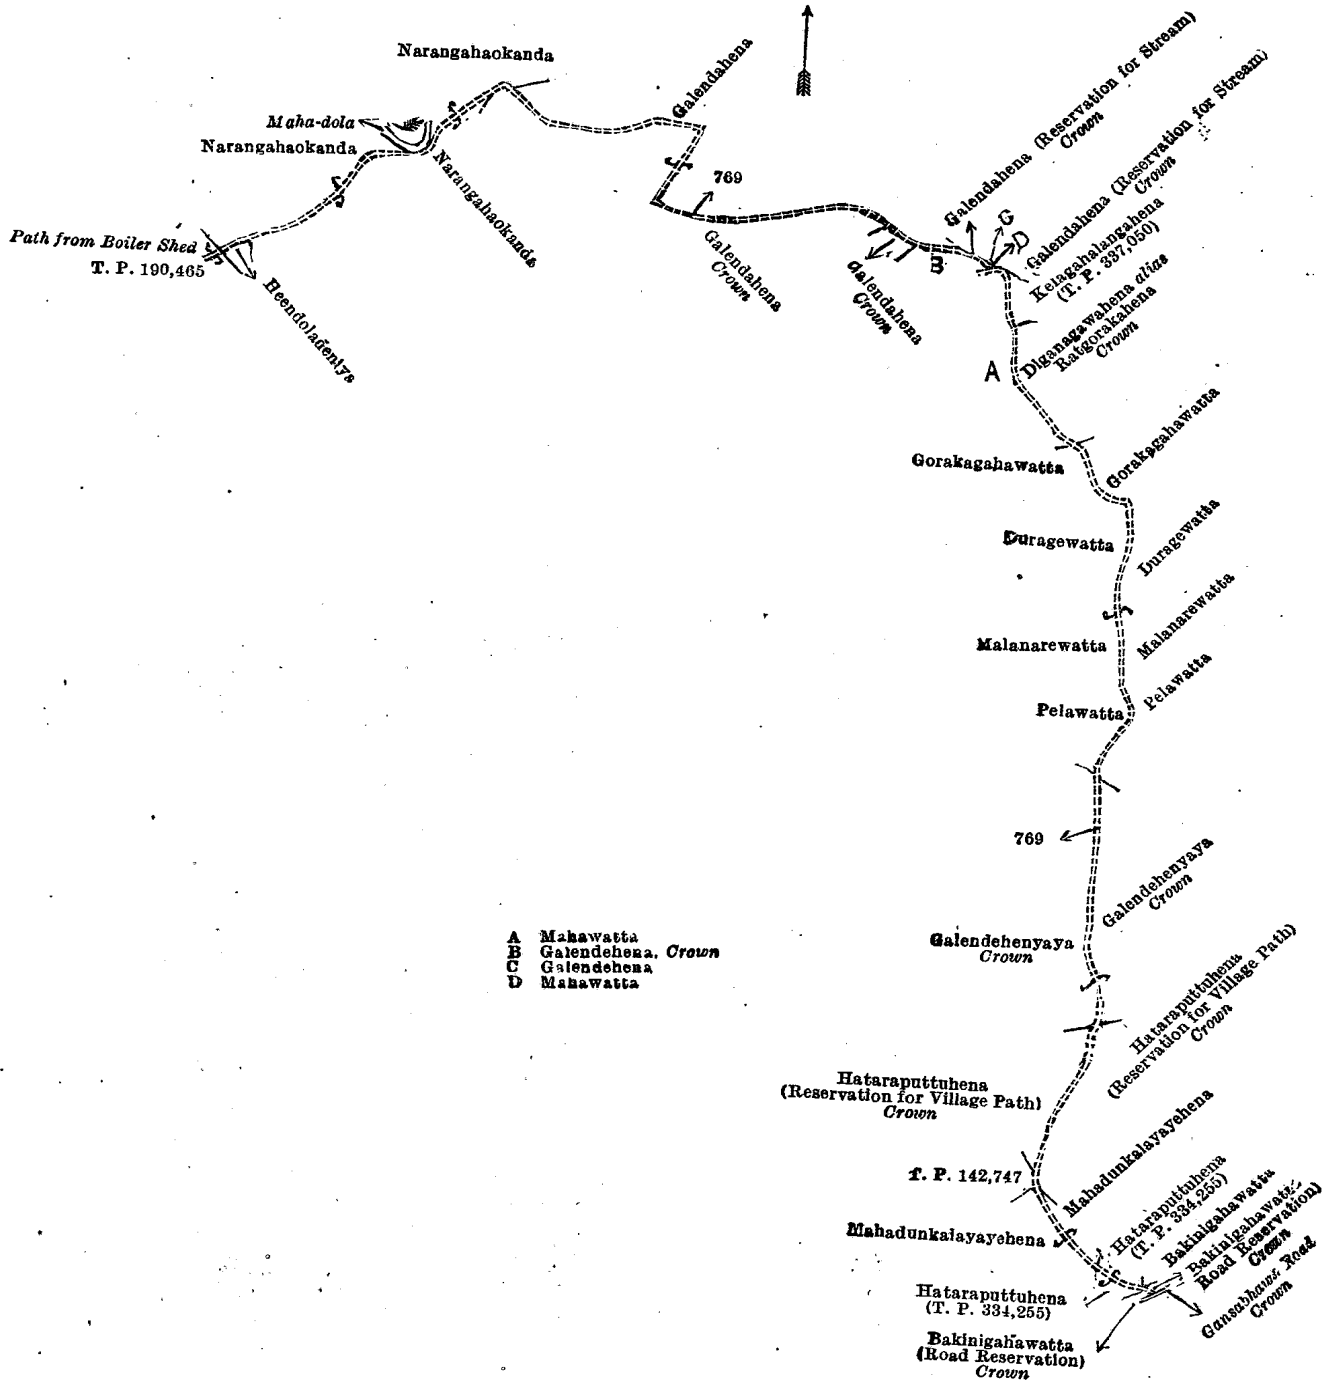 Narangahaokanda
Maha-dola
Narangahaokanda
Narangahaokanda
Path from Boiler Shed
T. P. 190,465
Heendoladeniya
Galendahena
769
Galendahena
Crown
Galendahena
Crown
Galendahena (Reservation for Stream)
Crown
Galendahena (Reservation for Stream)
Crown
C
D
B
Kelagahalangahena
(T. P. 337,050)
Diganagawahena alias
Ratgorakahena
Crown
A
Gorakagahawatta
Gorakagahawatta
Duragewatta
Duragewatta
Malanarewatta
Malanarewatta
Pelawatta
Pelawatta
769
Galendehenyaya
Crown
Galendehenyaya
Crown
A Mahawatta
B Galendehena, Crown
C Galendehena
D Mahawatta
Hataraputtuhena
(Reservation for Village Path)
Crown
Hataraputtuhena
(Reservation for Village Path)
Crown
T. P. 142,747
Mahadunkalayayehena
Mahadunkalayayehena
Hataraputtuhena
(T. P. 334,255)
Bakinigahawatta
Bakinigahawatta
Road Reservation)
Crown
Gansabhawa Road
Crown
Hataraputtuhena
(T. P. 334,255)
Bakinigahawatta
(Road Reservation)
Crown